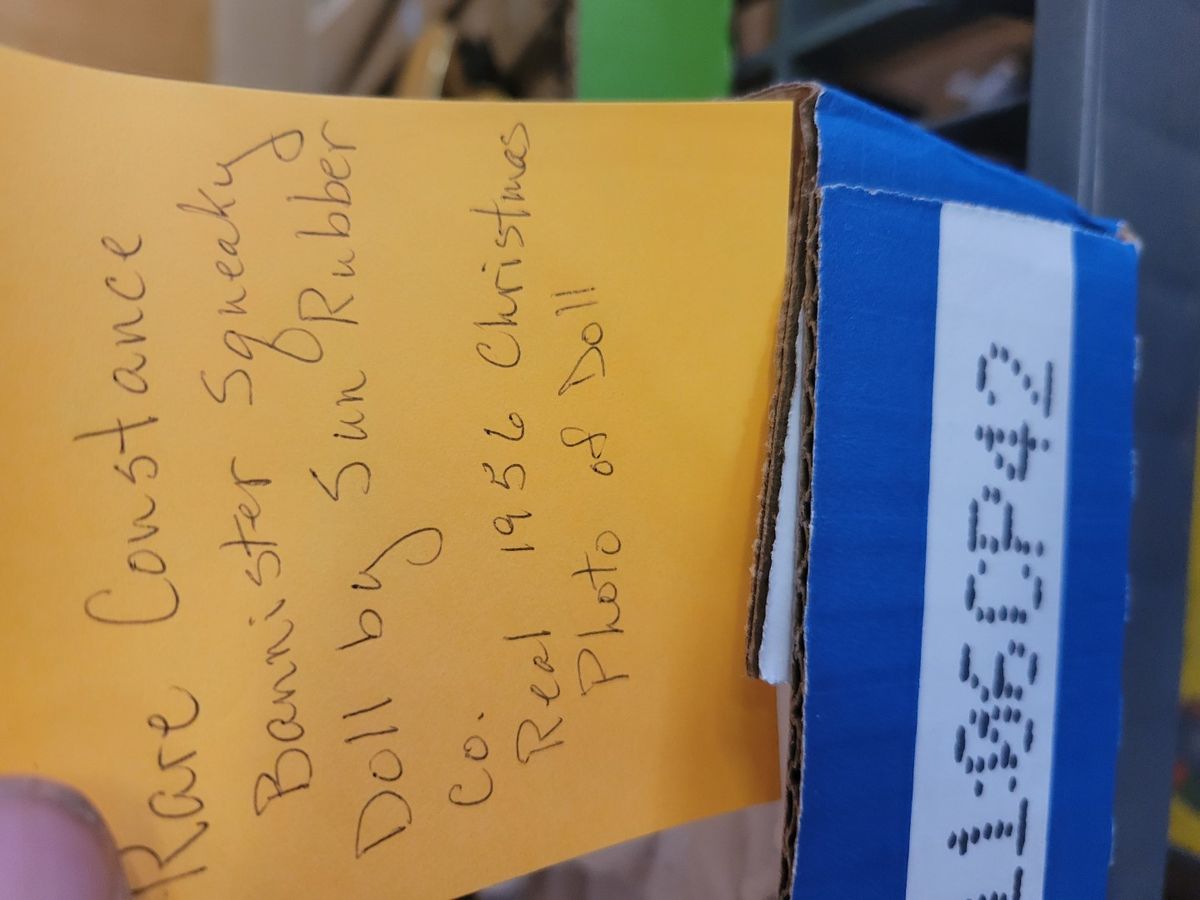 Rare Constance
Bannister Squeaky
Doll by Sun Rubber
Co.
Real 1956 Christmas
Photo of Doll